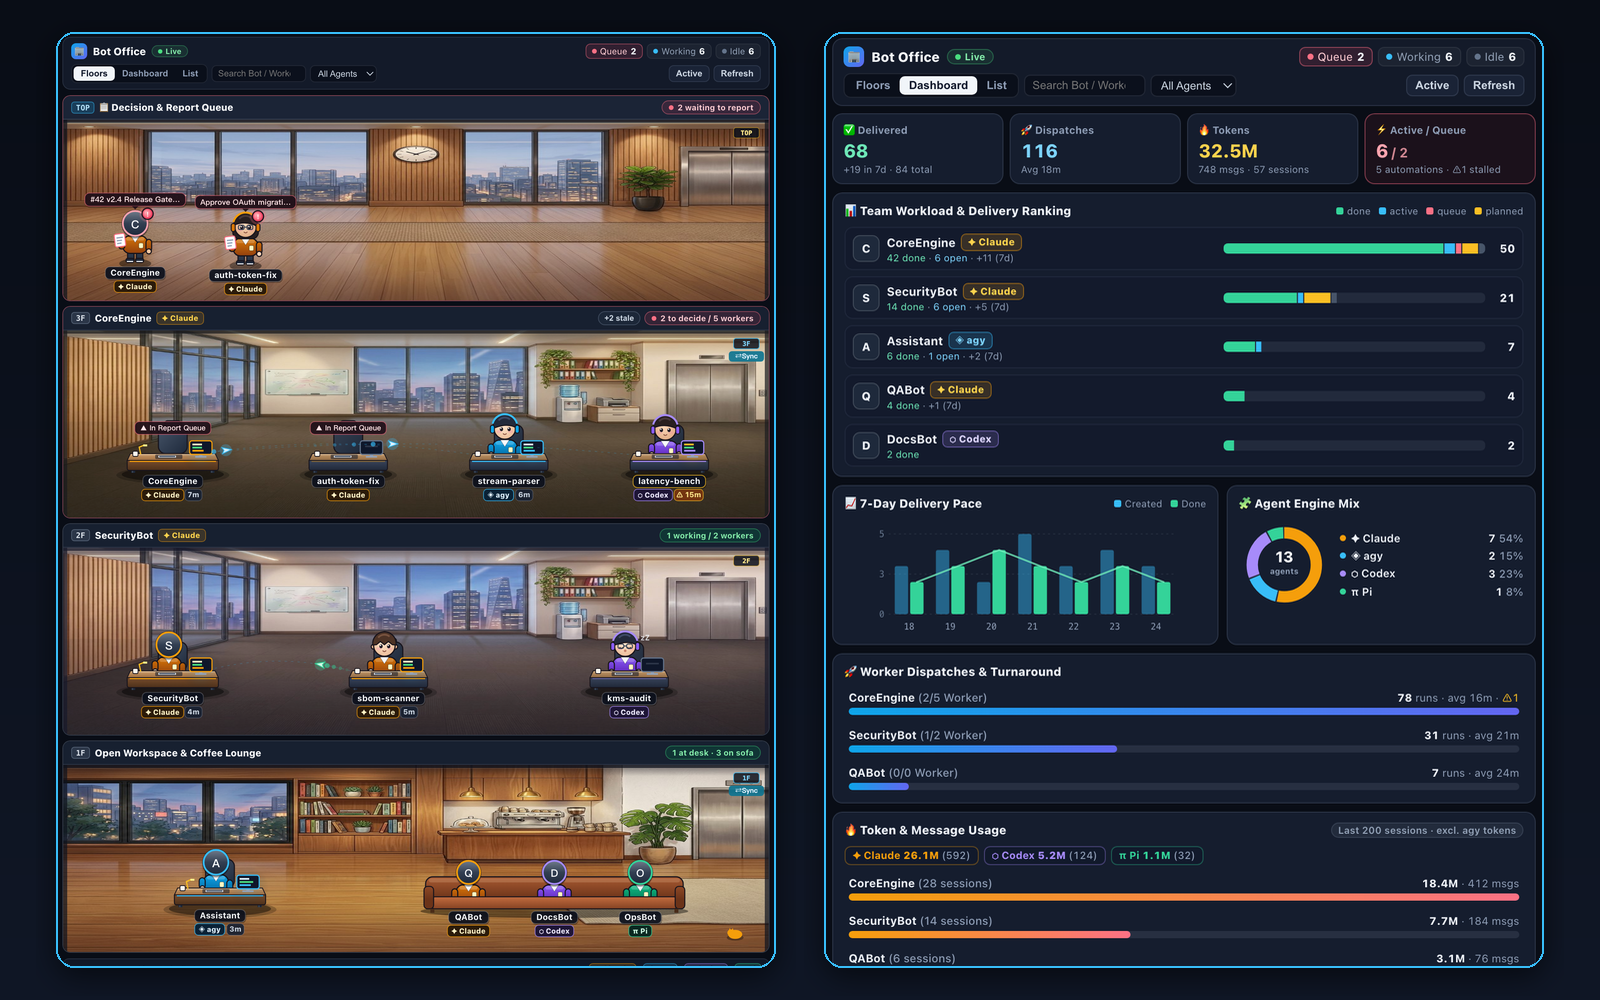 Bot Office Live Queue 2 Working 6 Idle 6
Floors Dashboard List Search Bot / Work All Agents Active Refresh
TOP Decision & Report Queue 2 waiting to report
TOP
#42 v2.4 Release Gate... Approve OAuth migrati...
C
CoreEngine auth-token-fix
Claude Claude
3F CoreEngine Claude +2 stale 2 to decide / 5 workers
3F
Sync
In Report Queue In Report Queue
CoreEngine auth-token-fix stream-parser latency-bench
Claude 7m Claude agy 6m Codex 15m
2F SecurityBot Claude 1 working / 2 workers
2F
S zZ
SecurityBot sbom-scanner kms-audit
Claude 4m Claude 5m Codex
1F Open Workspace & Coffee Lounge 1 at desk · 3 on sofa
1F
Sync
A Q D O
Assistant QABot DocsBot OpsBot
agy 3m Claude Codex π Pi
Bot Office Live Queue 2 Working 6 Idle 6
Floors Dashboard List Search Bot / Work All Agents Active Refresh
Delivered
68
+19 in 7d · 84 total
Dispatches
116
Avg 18m
Tokens
32.5M
748 msgs · 57 sessions
Active / Queue
6 / 2
5 automations · ⚠1 stalled
Team Workload & Delivery Ranking done active queue planned
C CoreEngine Claude 50
42 done · 6 open · +11 (7d)
S SecurityBot Claude 21
14 done · 6 open · +5 (7d)
A Assistant agy 7
6 done · 1 open · +2 (7d)
Q QABot Claude 4
4 done · +1 (7d)
D DocsBot Codex 2
2 done
7-Day Delivery Pace Created Done
5
3
0
18 19 20 21 22 23 24
Agent Engine Mix
13
agents
Claude 7 54%
agy 2 15%
Codex 3 23%
π Pi 1 8%
Worker Dispatches & Turnaround
CoreEngine (2/5 Worker) 78 runs · avg 16m · ⚠1
SecurityBot (1/2 Worker) 31 runs · avg 21m
QABot (0/0 Worker) 7 runs · avg 24m
Token & Message Usage Last 200 sessions · excl. agy tokens
Claude 26.1M (592) Codex 5.2M (124) π Pi 1.1M (32)
CoreEngine (28 sessions) 18.4M · 412 msgs
SecurityBot (14 sessions) 7.7M · 184 msgs
QABot (6 sessions) 3.1M · 76 msgs